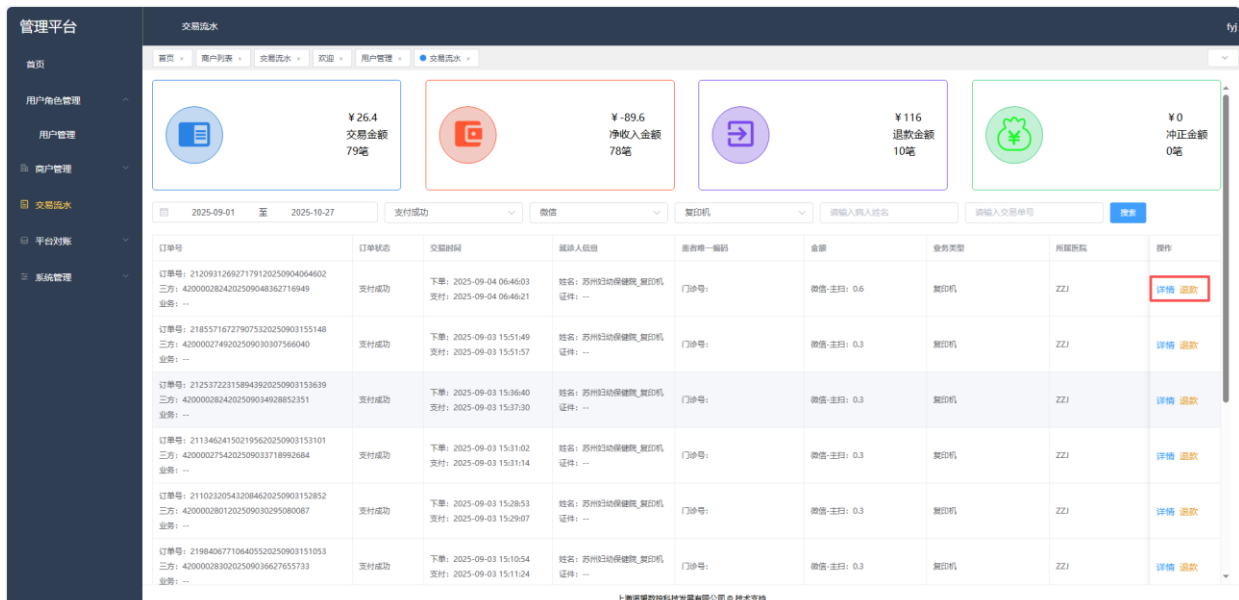 管理平台
交易流水
fyj
首页
用户角色管理
用户管理
商户管理
交易流水
平台对账
系统管理
首页 × 商户列表 × 交易流水 × 欢迎 × 用户管理 × 交易流水 ×
¥ 26.4
交易金额
79笔
¥ -89.6
净收入金额
78笔
¥ 116
退款金额
10笔
¥ 0
冲正金额
0笔
2025-09-01 至 2025-10-27 支付成功 微信 复印机 请输入病人姓名 请输入交易单号 搜索
订单号 订单状态 交易时间 就诊人信息 患者唯一编码 金额 业务类型 所属医院 操作
订单号: 2120931269271791202509040​64602
三方: 4200002824202509048362716949
业务: --
支付成功
下单: 2025-09-04 06:46:03
支付: 2025-09-04 06:46:21
姓名: 苏州妇幼保健院_复印机
证件: --
门诊号:
微信-主扫: 0.6
复印机
ZZJ
详情 退款
订单号: 21855716727907532​0250903155148
三方: 4200002749202509030307566040
业务: --
支付成功
下单: 2025-09-03 15:51:49
支付: 2025-09-03 15:51:57
姓名: 苏州妇幼保健院_复印机
证件: --
门诊号:
微信-主扫: 0.3
复印机
ZZJ
详情 退款
订单号: 212537223158943920250903153639
三方: 4200002824202509034928852351
业务: --
支付成功
下单: 2025-09-03 15:36:40
支付: 2025-09-03 15:37:30
姓名: 苏州妇幼保健院_复印机
证件: --
门诊号:
微信-主扫: 0.3
复印机
ZZJ
详情 退款
订单号: 211346241502195620250903153101
三方: 4200002754202509033718992684
业务: --
支付成功
下单: 2025-09-03 15:31:02
支付: 2025-09-03 15:31:14
姓名: 苏州妇幼保健院_复印机
证件: --
门诊号:
微信-主扫: 0.3
复印机
ZZJ
详情 退款
订单号: 211023205432084620250903152852
三方: 4200002801202509030295080087
业务: --
支付成功
下单: 2025-09-03 15:28:53
支付: 2025-09-03 15:29:07
姓名: 苏州妇幼保健院_复印机
证件: --
门诊号:
微信-主扫: 0.3
复印机
ZZJ
详情 退款
订单号: 219840677106405520250903151053
三方: 4200002830202509036627655733
业务: --
支付成功
下单: 2025-09-03 15:10:54
支付: 2025-09-03 15:11:24
姓名: 苏州妇幼保健院_复印机
证件: --
门诊号:
微信-主扫: 0.3
复印机
ZZJ
详情 退款